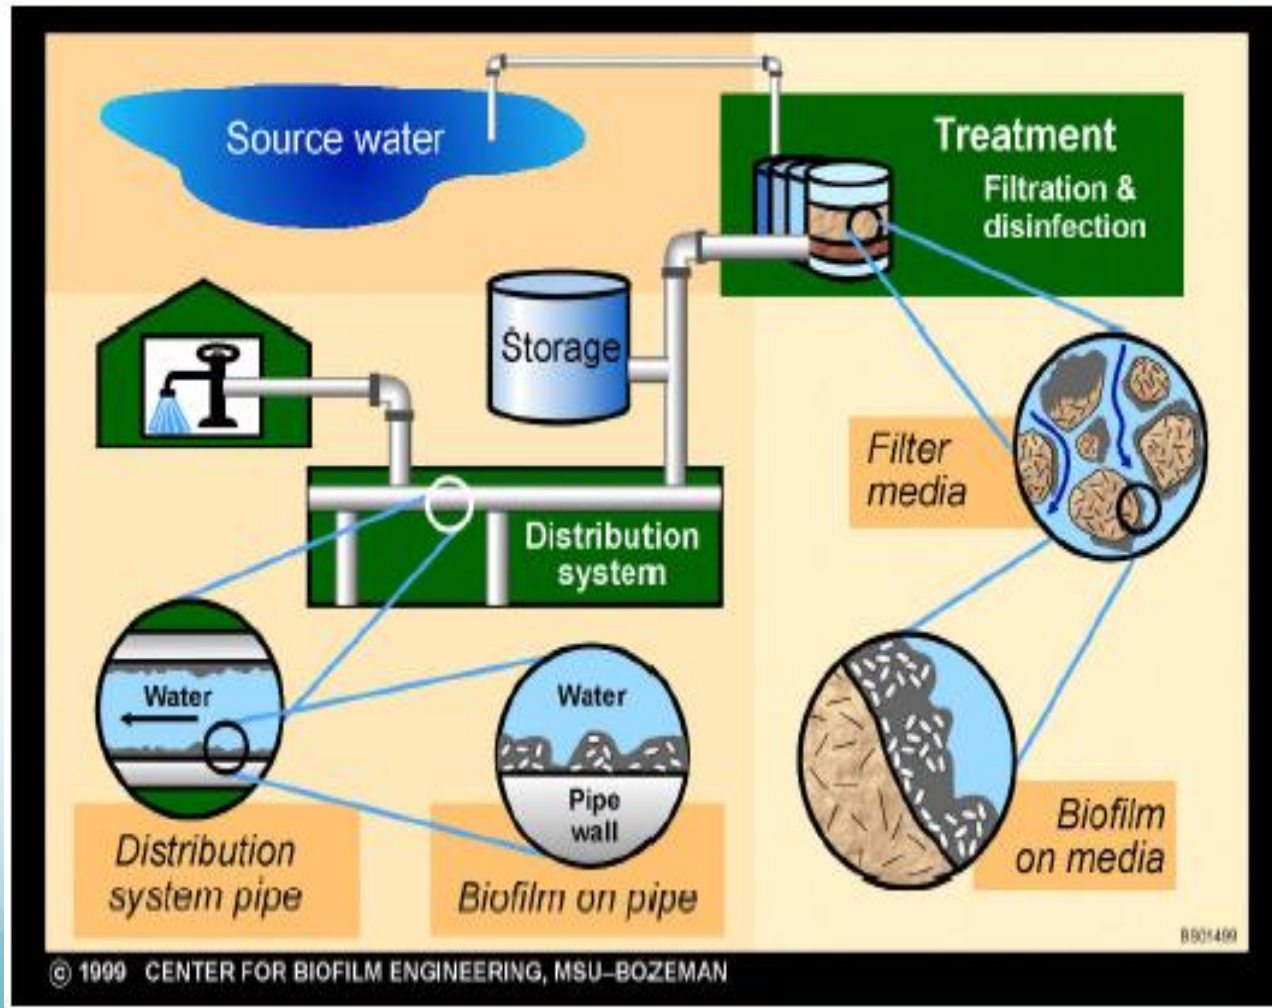 Source water
Treatment
Filtration &
disinfection
Storage
Filter
media
Distribution
system
Water
Water
Pipe
wall
Distribution
system pipe
Biofilm on pipe
Biofilm
on media
© 1999 CENTER FOR BIOFILM ENGINEERING, MSU–BOZEMAN